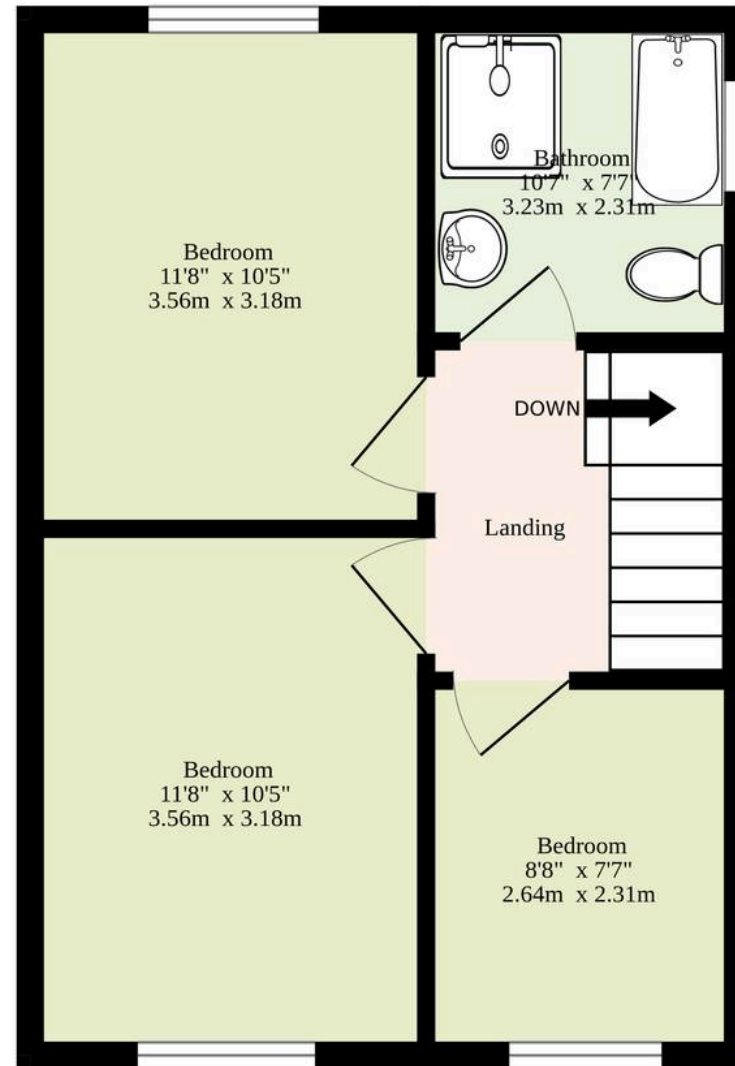 Bathroom
10'7"  x 7'7"
3.23m  x 2.31m
Bedroom
11'8"  x 10'5"
3.56m  x 3.18m
DOWN
Landing
Bedroom
11'8"  x 10'5"
3.56m  x 3.18m
Bedroom
8'8"  x 7'7"
2.64m  x 2.31m